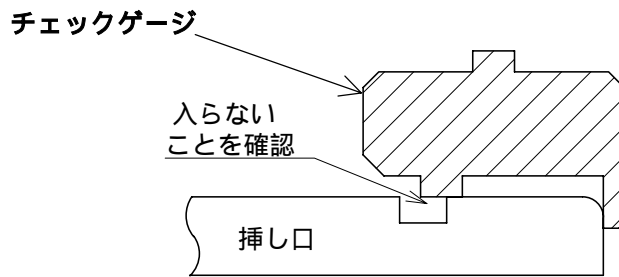 チェックゲージ
入らない
ことを確認
挿し口